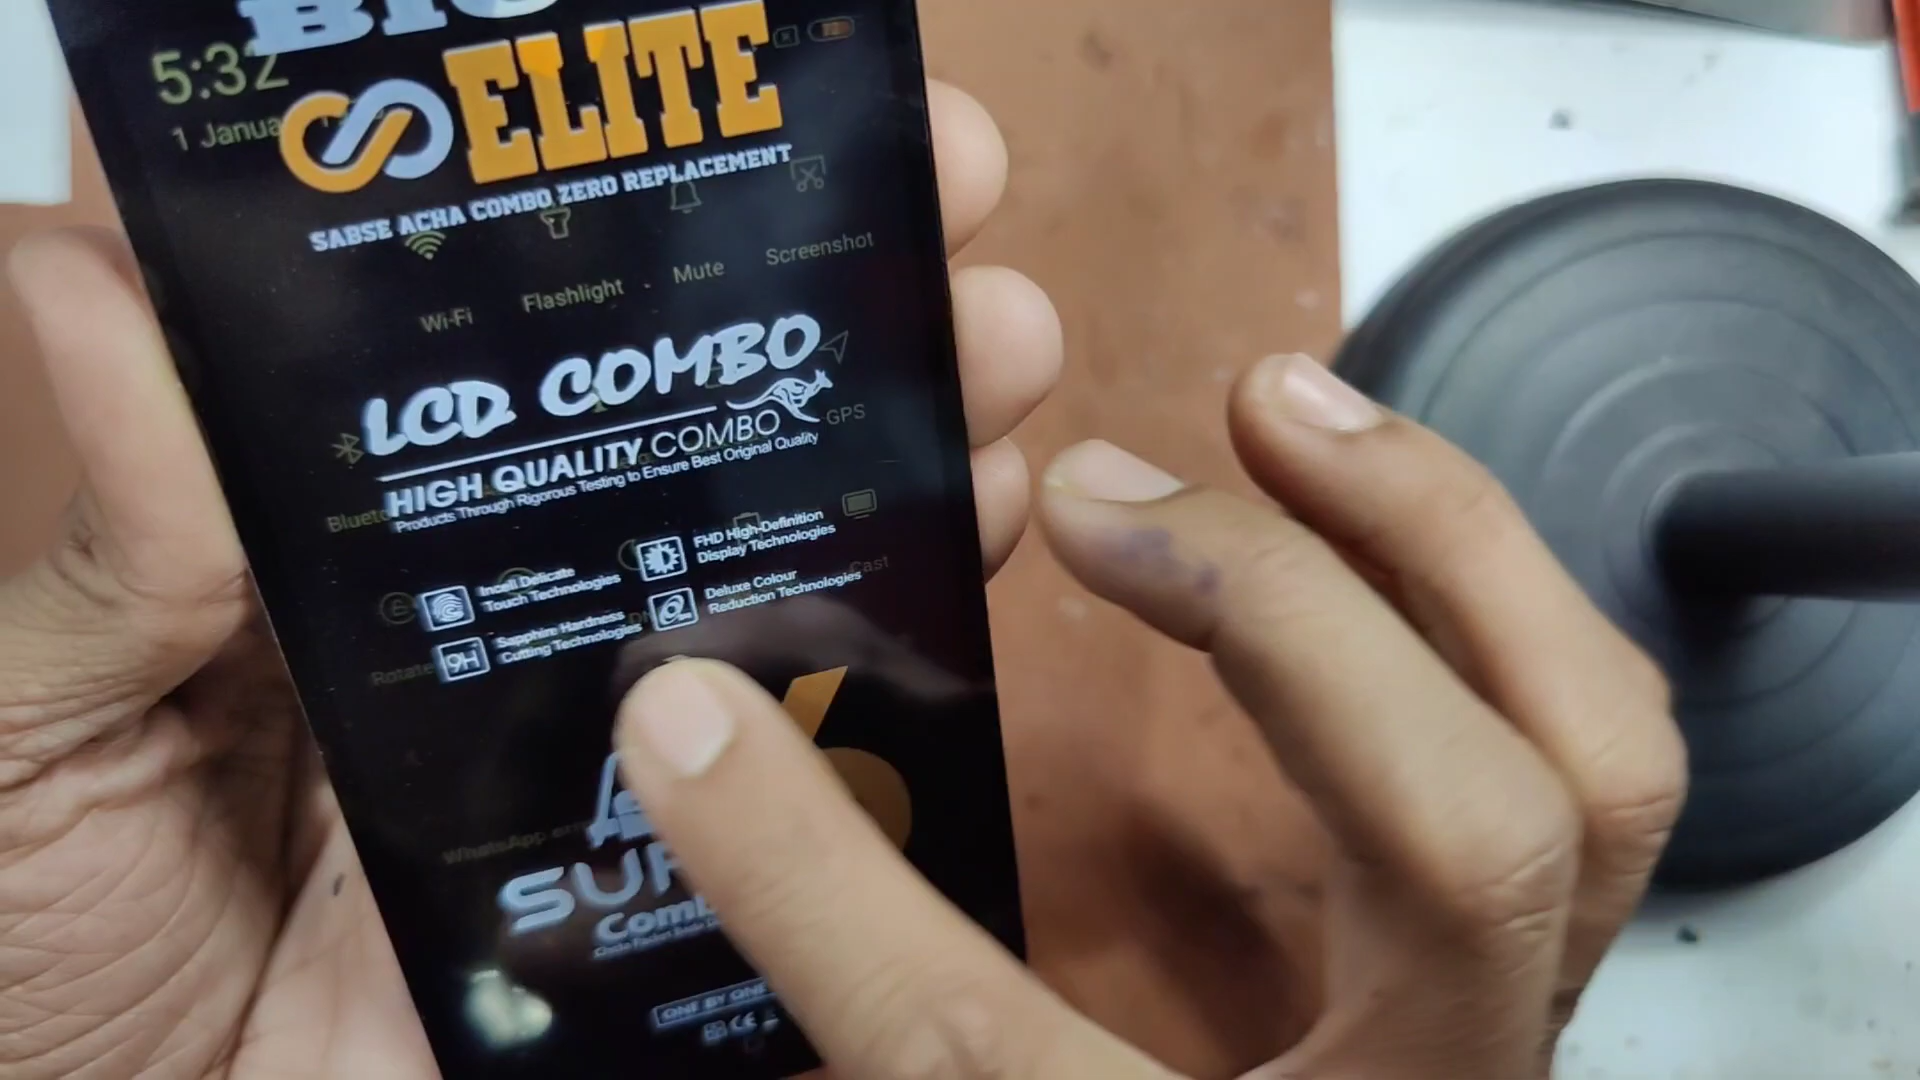 5:32
ELITE
SABSE ACHA COMBO ZERO REPLACEMENT
Wi-Fi
Flashlight
Mute
Screenshot
LCD COMBO
HIGH QUALITY COMBO
Products Through Rigorous Testing to Ensure Best Original Quality
GPS
Incell Delicate
Touch Technologies
FHD High-Definition
Display Technologies
Cast
9H
Sapphire Hardness
Cutting Technologies
Deluxe Colour
Reduction Technologies
Rotate
WhatsApp
ONE BY ONE
CE